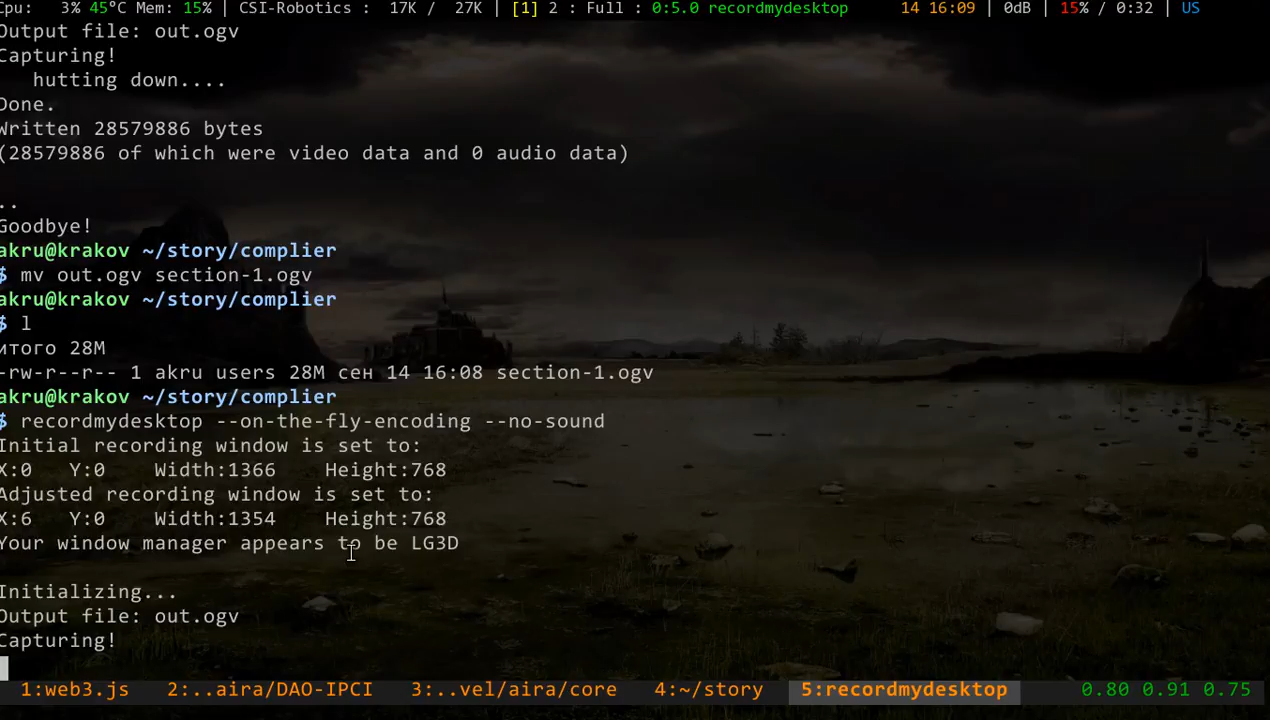 Cpu: 3% 45°C Mem: 15% | CSI-Robotics : 17K / 27K | [1] 2 : Full : 0:5.0 recordmydesktop 14 16:09 | 0dB | 15% / 0:32 | US
Output file: out.ogv
Capturing!
hutting down....
Done.
Written 28579886 bytes
(28579886 of which were video data and 0 audio data)
..
Goodbye!
akru@krakov ~/story/complier
$ mv out.ogv section-1.ogv
akru@krakov ~/story/complier
$ l
итого 28M
-rw-r--r-- 1 akru users 28M сен 14 16:08 section-1.ogv
akru@krakov ~/story/complier
$ recordmydesktop --on-the-fly-encoding --no-sound
Initial recording window is set to:
X:0 Y:0 Width:1366 Height:768
Adjusted recording window is set to:
X:6 Y:0 Width:1354 Height:768
Your window manager appears to be LG3D
Initializing...
Output file: out.ogv
Capturing!
1:web3.js 2:..aira/DAO-IPCI 3:..vel/aira/core 4:~/story 5:recordmydesktop 0.80 0.91 0.75